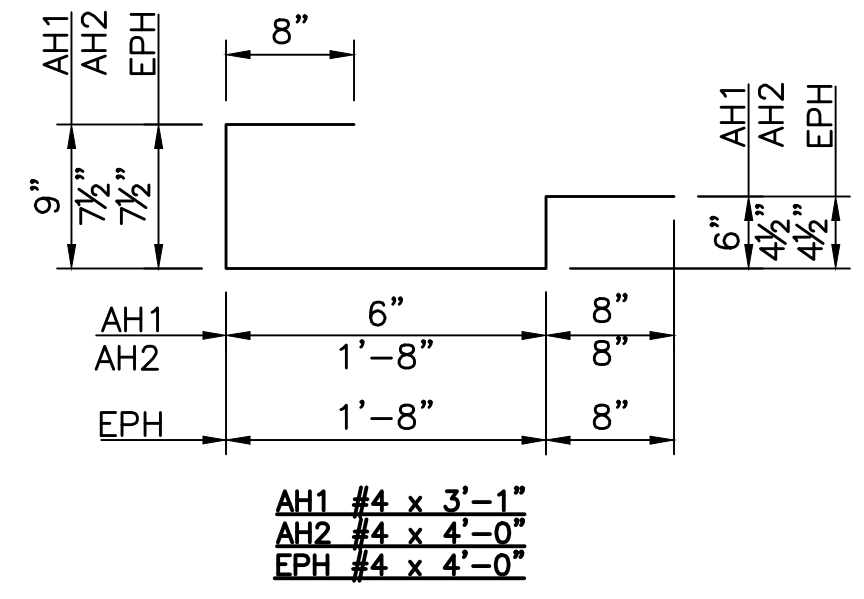 AH1
AH2
EPH
8”
AH1
AH2
EPH
9”
7½”
7½”
6”
4½”
4½”
AH1 6” 8”
AH2 1’–8” 8”
EPH 1’–8” 8”
AH1 #4 x 3’–1”
AH2 #4 x 4’–0”
EPH #4 x 4’–0”